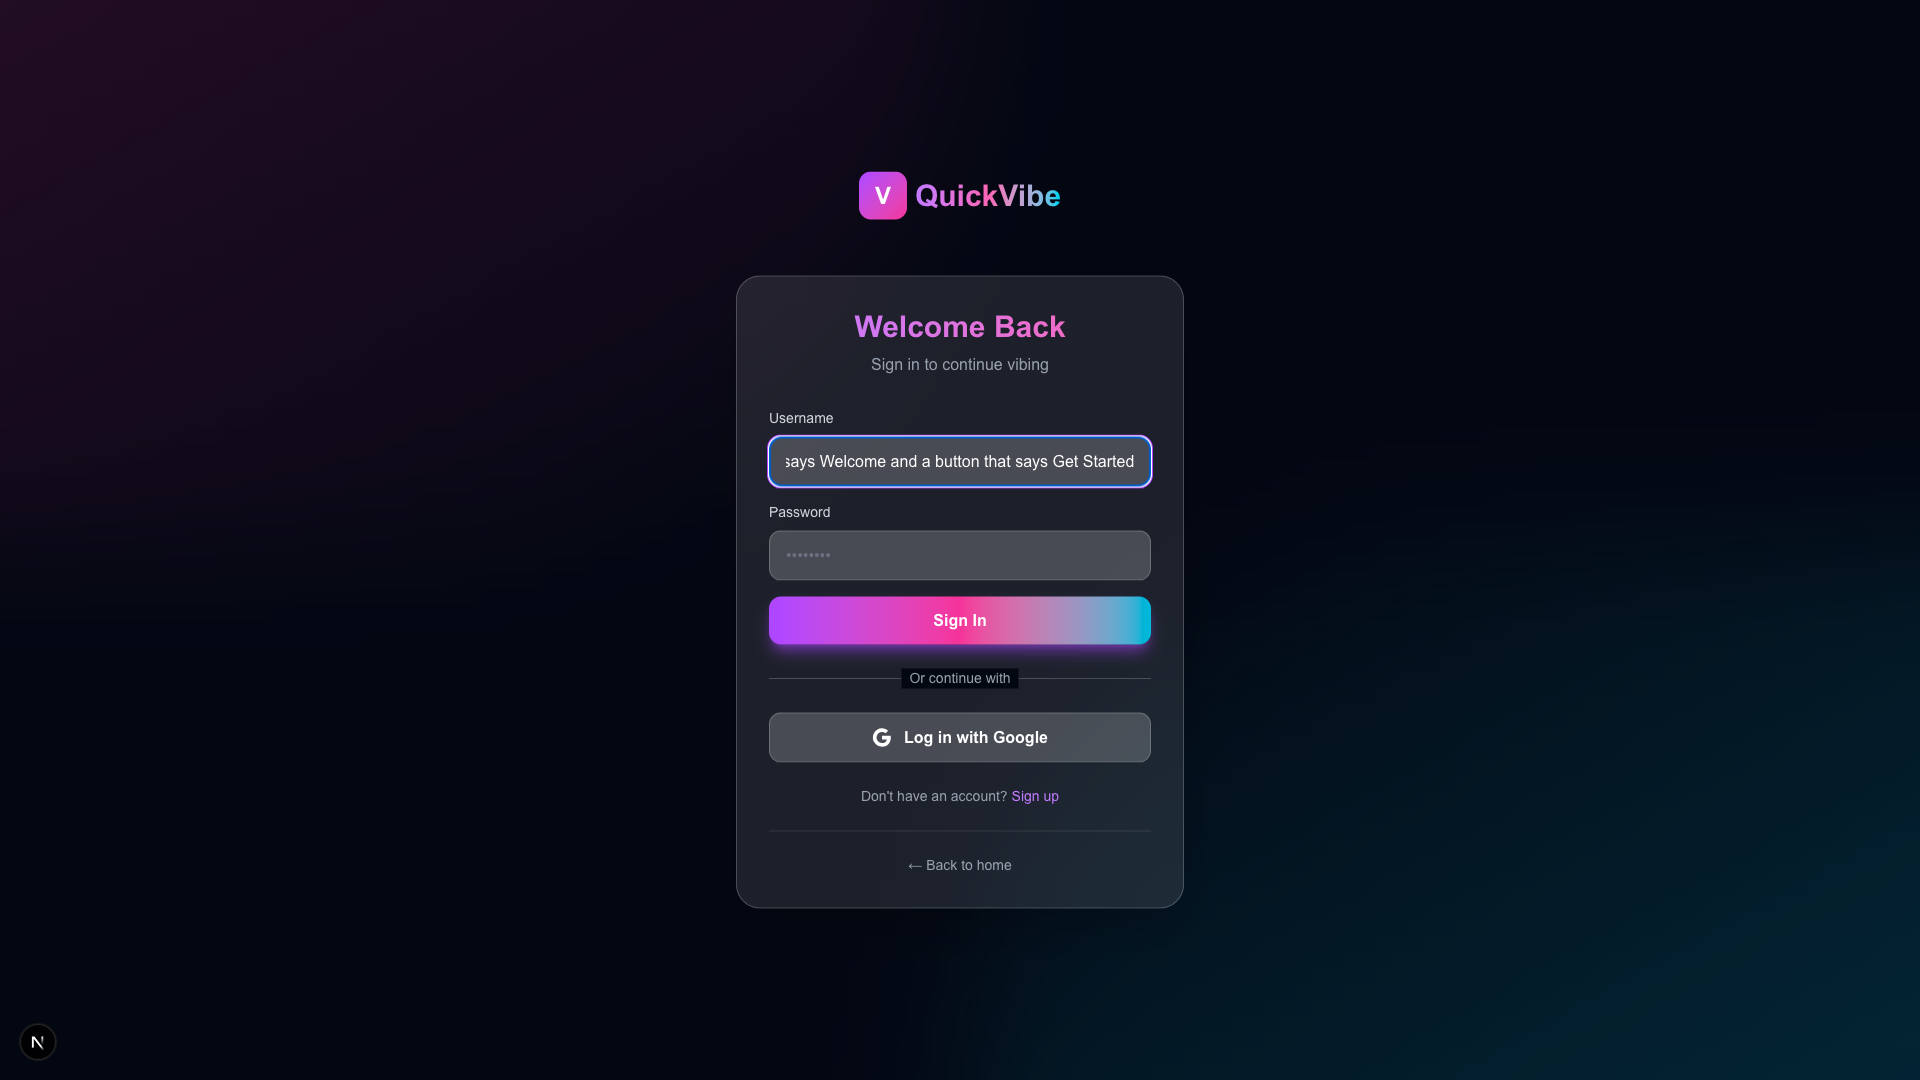 V QuickVibe
Welcome Back
Sign in to continue vibing
Username
says Welcome and a button that says Get Started
Password
Sign In
Or continue with
G Log in with Google
Don't have an account? Sign up
← Back to home
N